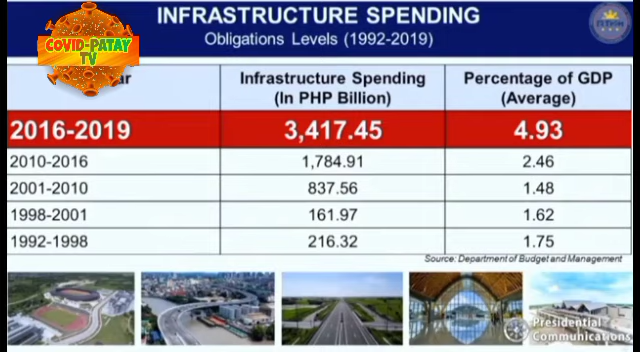 INFRASTRUCTURE SPENDING
Obligations Levels (1992-2019)
COVID-PATAY
TV
Infrastructure Spending
(In PHP Billion)
Percentage of GDP
(Average)
2016-2019 3,417.45 4.93
2010-2016 1,784.91 2.46
2001-2010 837.56 1.48
1998-2001 161.97 1.62
1992-1998 216.32 1.75
Source: Department of Budget and Management
Presidential
Communications